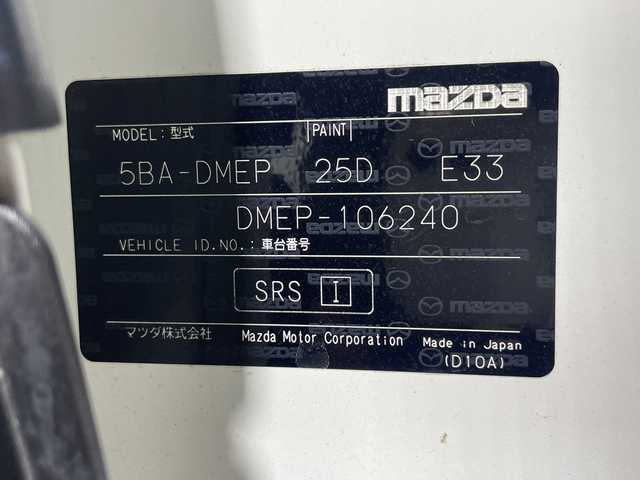 mazda
MODEL: 型式 PAINT
5BA-DMEP 25D E33
DMEP-106240
VEHICLE ID.NO.: 車台番号
SRS I
マツダ株式会社 Mazda Motor Corporation Made in Japan
(D10A)